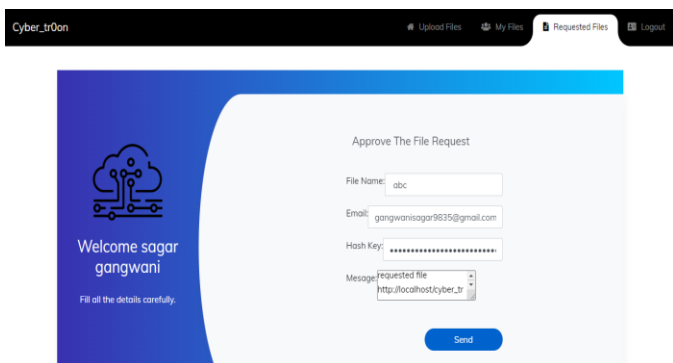 Cyber_tr0on
Upload Files
My Files
Requested Files
Logout
Welcome sagar
gangwani
Fill all the details carefully.
Approve The File Request
File Name:
abc
Email:
gangwanisagar9835@gmail.com
Hash Key:
••••••••••••••••••••••••••
Mesage:
requested file
http://localhost/cyber_tr
Send